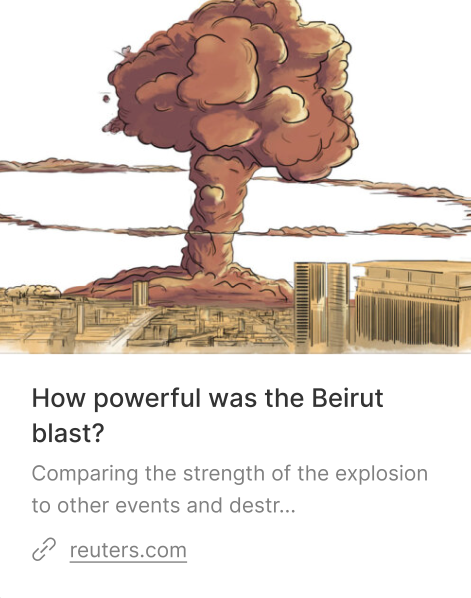 How powerful was the Beirut
blast?
Comparing the strength of the explosion
to other events and destr...
reuters.com